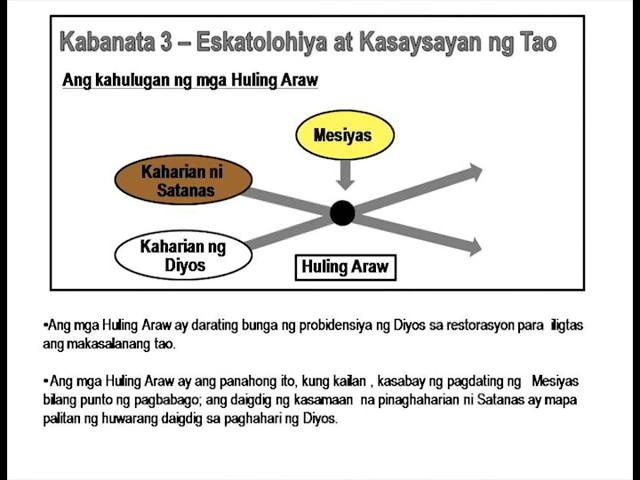 Kabanata 3 – Eskatolohiya at Kasaysayan ng Tao
Ang kahulugan ng mga Huling Araw
Mesiyas
Kaharian ni
Satanas
Kaharian ng
Diyos
Huling Araw
•Ang mga Huling Araw ay darating bunga ng probidensiya ng Diyos sa restorasyon para iligtas
ang makasalanang tao.
•Ang mga Huling Araw ay ang panahong ito, kung kailan , kasabay ng pagdating ng Mesiyas
bilang punto ng pagbabago; ang daigdig ng kasamaan na pinaghaharian ni Satanas ay mapa
palitan ng huwarang daigdig sa paghahari ng Diyos.